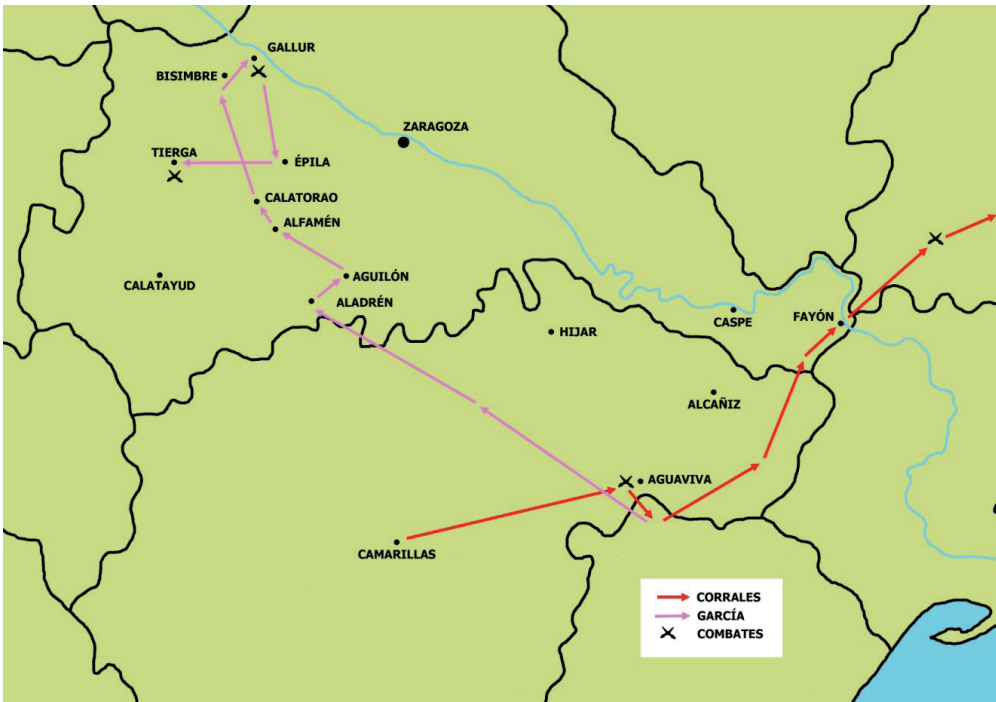 GALLUR
BISIMBRE
ZARAGOZA
TIERGA
ÉPILA
CALATORAO
ALFAMÉN
AGUILÓN
CALATAYUD
ALADRÉN
CASPE
FAYÓN
HIJAR
ALCAÑIZ
AGUAVIVA
CAMARILLAS
CORRALES
GARCÍA
COMBATES